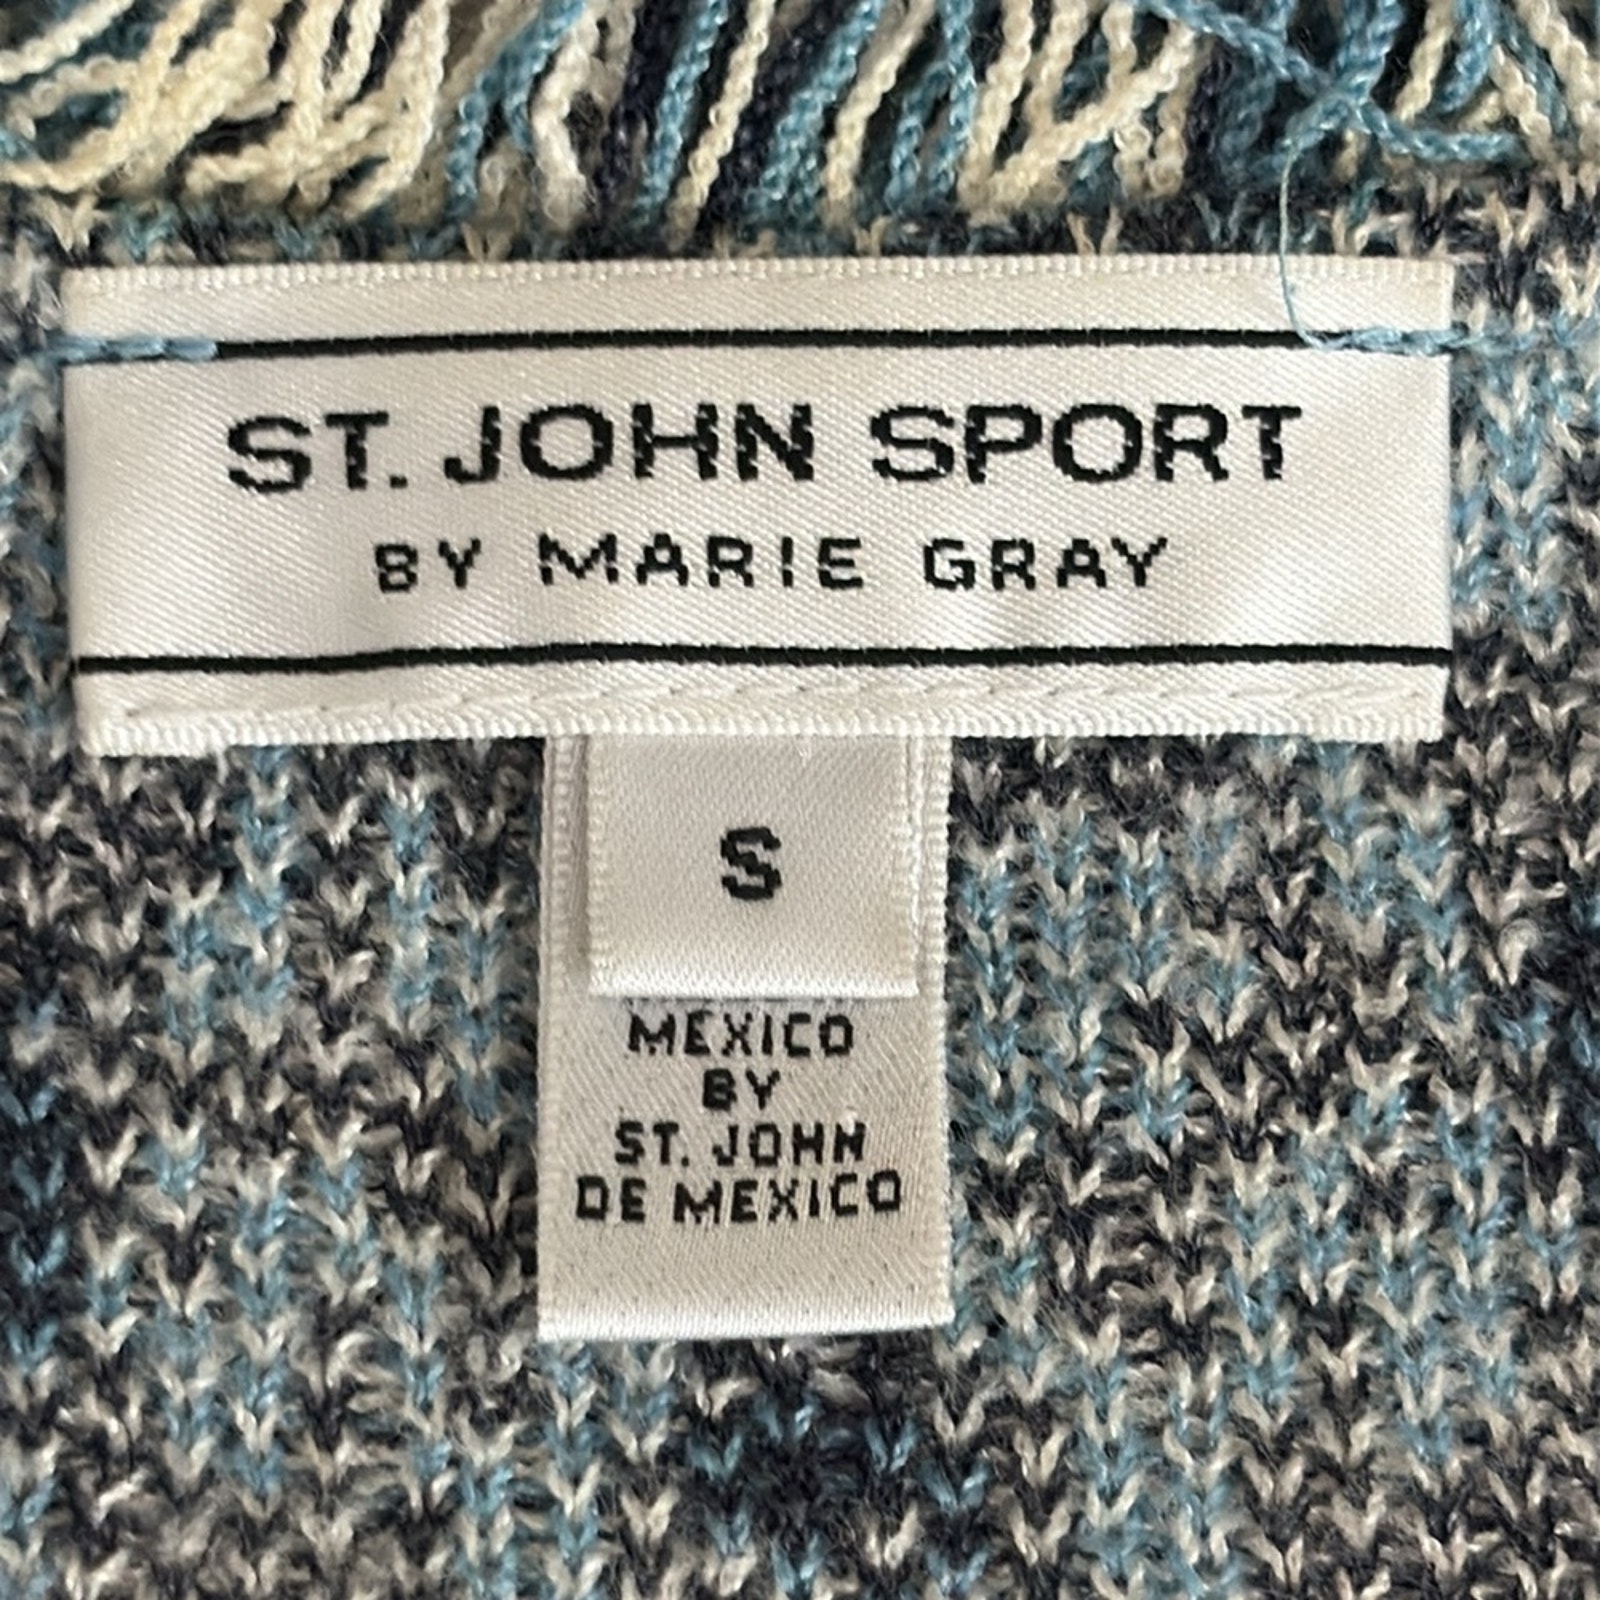 ST. JOHN SPORT
BY MARIE GRAY
S
MEXICO
BY
ST. JOHN
DE MEXICO